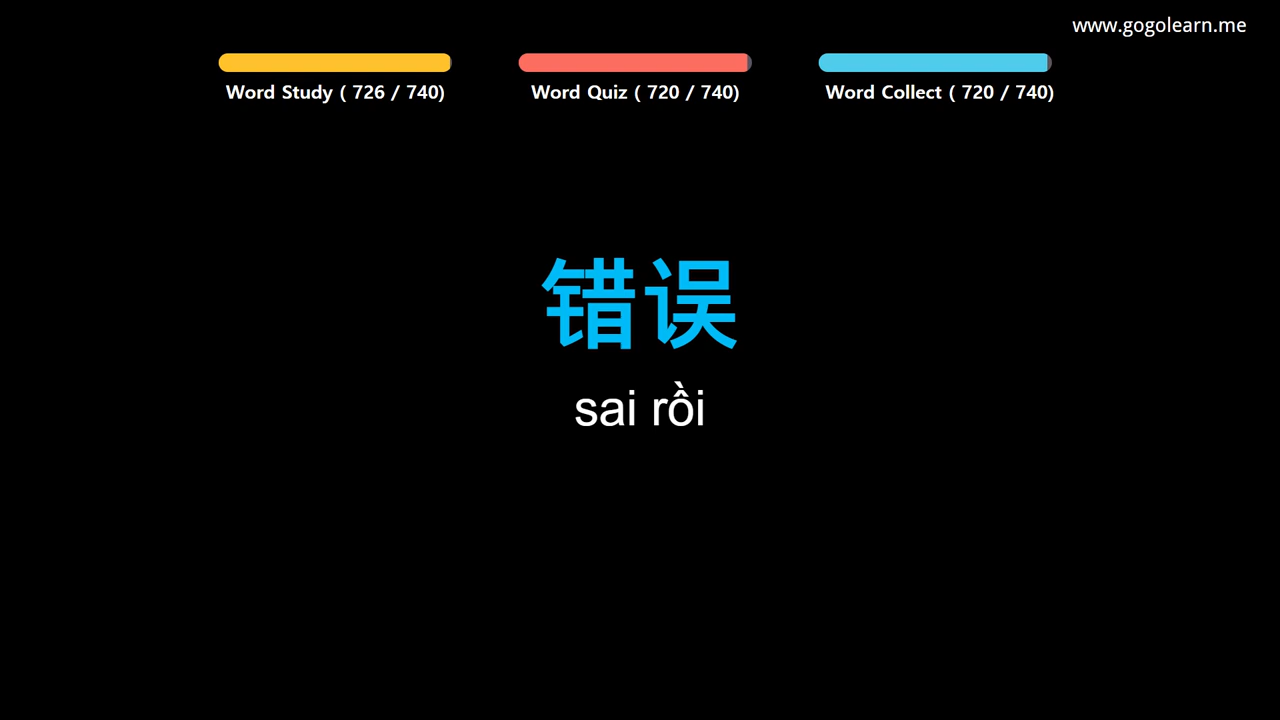 www.gogolearn.me
Word Study ( 726 / 740)
Word Quiz ( 720 / 740)
Word Collect ( 720 / 740)
错误
sai rồi